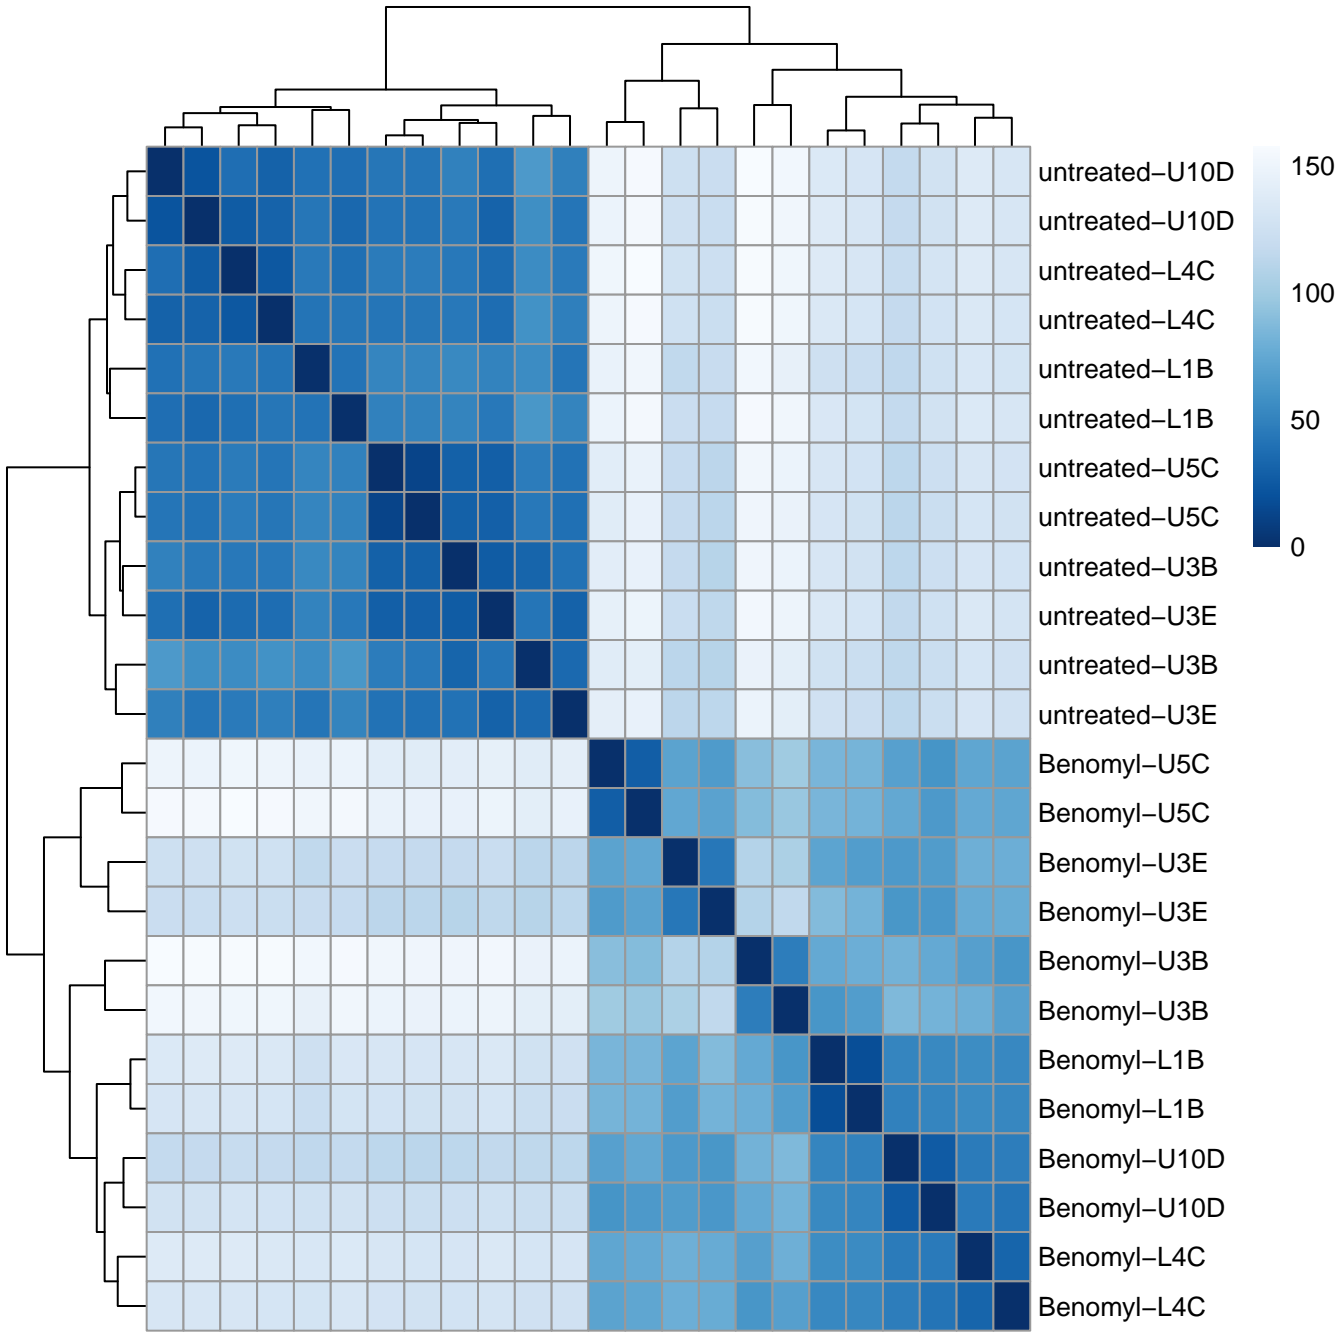 untreated−U10D
untreated−U10D
untreated−L4C
untreated−L4C
untreated−L1B
untreated−L1B
untreated−U5C
untreated−U5C
untreated−U3B
untreated−U3E
untreated−U3B
untreated−U3E
Benomyl−U5C
Benomyl−U5C
Benomyl−U3E
Benomyl−U3E
Benomyl−U3B
Benomyl−U3B
Benomyl−L1B
Benomyl−L1B
Benomyl−U10D
Benomyl−U10D
Benomyl−L4C
Benomyl−L4C
150
100
50
0